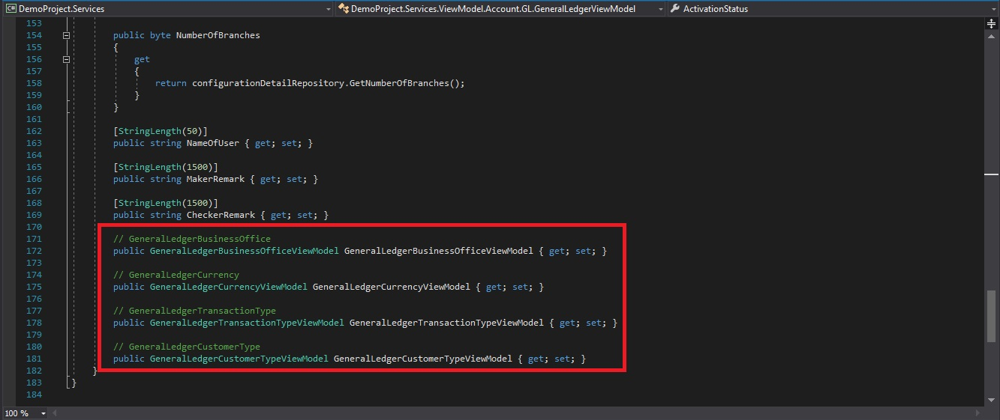 C# DemoProject.Services DemoProject.Services.ViewModel.Account.GL.GeneralLedgerViewModel ActivationStatus
153
154 public byte NumberOfBranches
155 {
156 get
157 {
158 return configurationDetailRepository.GetNumberOfBranches();
159 }
160 }
161
162 [StringLength(50)]
163 public string NameOfUser { get; set; }
164
165 [StringLength(1500)]
166 public string MakerRemark { get; set; }
167
168 [StringLength(1500)]
169 public string CheckerRemark { get; set; }
170
171 // GeneralLedgerBusinessOffice
172 public GeneralLedgerBusinessOfficeViewModel GeneralLedgerBusinessOfficeViewModel { get; set; }
173
174 // GeneralLedgerCurrency
175 public GeneralLedgerCurrencyViewModel GeneralLedgerCurrencyViewModel { get; set; }
176
177 // GeneralLedgerTransactionType
178 public GeneralLedgerTransactionTypeViewModel GeneralLedgerTransactionTypeViewModel { get; set; }
179
180 // GeneralLedgerCustomerType
181 public GeneralLedgerCustomerTypeViewModel GeneralLedgerCustomerTypeViewModel { get; set; }
182 }
183 }
184
100 %